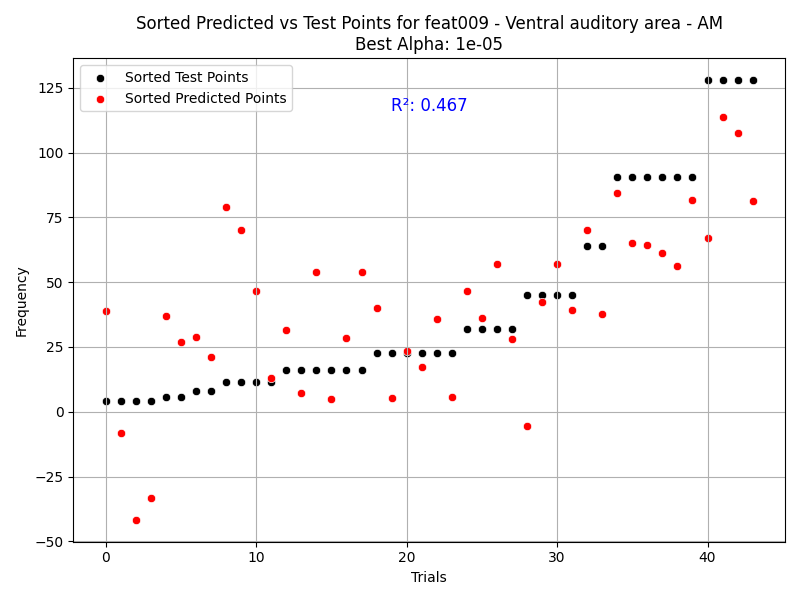 Sorted Predicted vs Test Points for feat009 - Ventral auditory area - AM
Best Alpha: 1e-05
Sorted Test Points
Sorted Predicted Points
R²: 0.467
125
100
75
50
25
0
−25
−50
Frequency
0 10 20 30 40
Trials